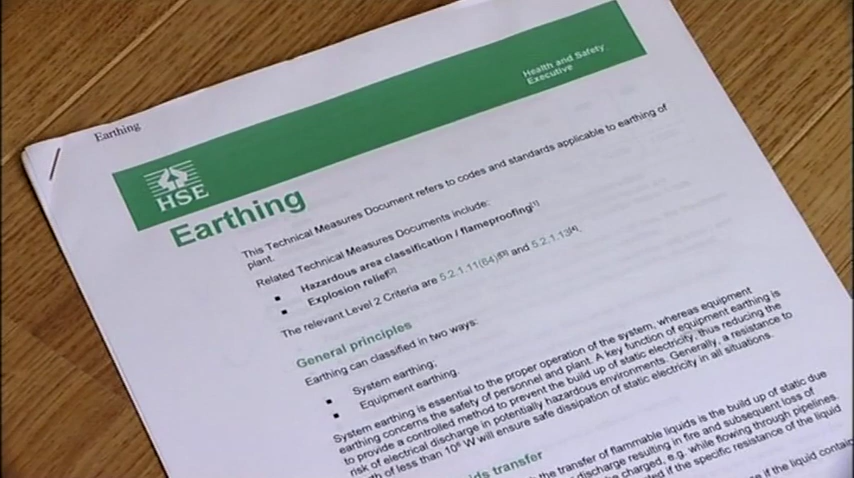 Earthing
Health and Safety
Executive
HSE
Earthing
This Technical Measures Document refers to codes and standards applicable to earthing of
plant.
Related Technical Measures Documents include:
Hazardous area classification / flameproofing[1]
Explosion relief[2]
The relevant Level 2 Criteria are 5.2.1.11(64)[3] and 5.2.1.13[4].
General principles
Earthing can classified in two ways:
System earthing;
Equipment earthing.
System earthing is essential to the proper operation of the system, whereas equipment
earthing concerns the safety of personnel and plant. A key function of equipment earthing is
to provide a controlled method to prevent the build up of static electricity, thus reducing the
risk of electrical discharge in potentially hazardous environments. Generally, a resistance to
of less than 10⁶ W will ensure safe dissipation of static electricity in all situations.
transfer
the transfer of flammable liquids is the build up of static due
discharge resulting in fire and subsequent loss of
be charged, e.g. while flowing through pipelines.
if the specific resistance of the liquid
if the liquid